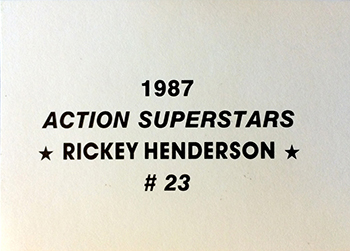 1987
ACTION SUPERSTARS
★ RICKEY HENDERSON ★
# 23